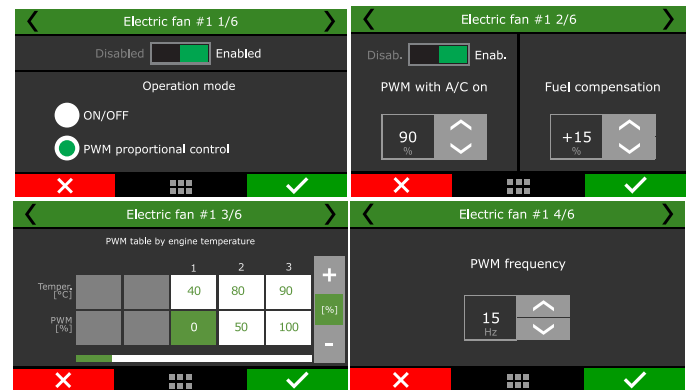 Electric fan #1 1/6
Disabled Enabled
Operation mode
ON/OFF
PWM proportional control
Electric fan #1 2/6
Disab. Enab.
PWM with A/C on
90
%
Fuel compensation
+15
%
Electric fan #1 3/6
PWM table by engine temperature
1 2 3
Temper.
[°C]
40 80 90
PWM
[%]
0 50 100
+
[%]
-
Electric fan #1 4/6
PWM frequency
15
Hz